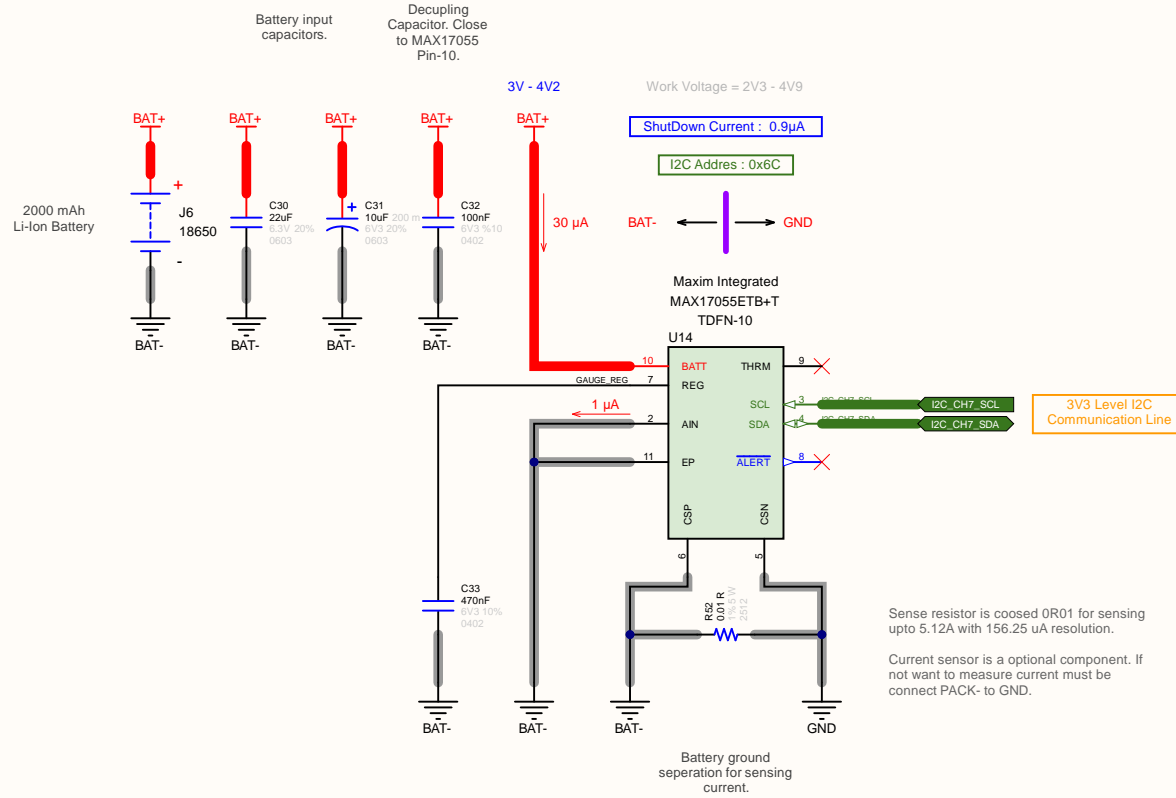 Battery input
capacitors.
Decupling
Capacitor. Close
to MAX17055
Pin-10.
3V - 4V2
Work Voltage = 2V3 - 4V9
ShutDown Current : 0.9µA
I2C Addres : 0x6C
BAT+
BAT+
BAT+
BAT+
BAT+
2000 mAh
Li-Ion Battery
+
J6
18650
-
C30
22uF
6.3V 20%
0603
+
C31
10uF 200 m
6V3 20%
0603
C32
100nF
6V3 %10
0402
30 µA
BAT-
GND
BAT-
BAT-
BAT-
BAT-
Maxim Integrated
MAX17055ETB+T
TDFN-10
U14
10
BATT
GAUGE_REG
7
REG
1 µA
2
AIN
11
EP
THRM
9
SCL
3
I2C_CH7_SCL
I2C_CH7_SCL
SDA
4
I2C_CH7_SDA
I2C_CH7_SDA
ALERT
8
3V3 Level I2C
Communication Line
CSP
6
CSN
5
C33
470nF
6V3 10%
0402
R52
0.01 R
1% 5 W
2512
Sense resistor is coosed 0R01 for sensing
upto 5.12A with 156.25 uA resolution.
Current sensor is a optional component. If
not want to measure current must be
connect PACK- to GND.
BAT-
BAT-
BAT-
GND
Battery ground
seperation for sensing
current.